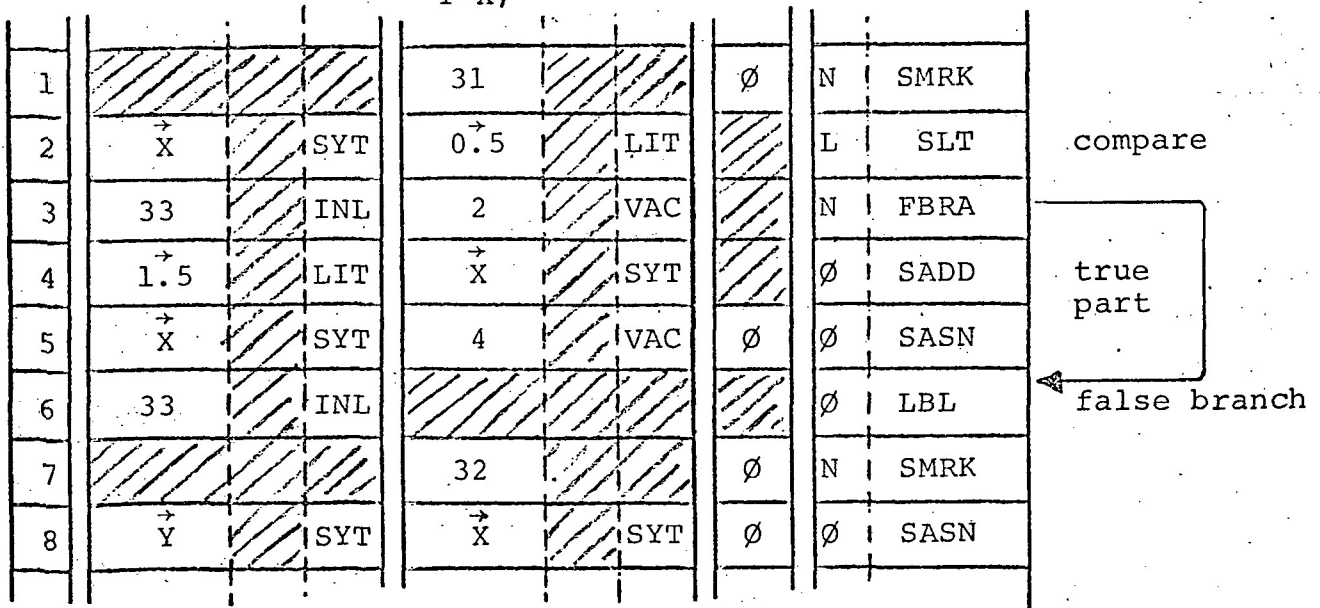 1 31 Ø N SMRK
2 X⃗ SYT 0.5⃗ LIT L SLT compare
3 33 INL 2 VAC N FBRA
4 1.5⃗ LIT X⃗ SYT Ø SADD true
part
5 X⃗ SYT 4 VAC Ø Ø SASN
6 33 INL Ø LBL false branch
7 32 Ø N SMRK
8 Y⃗ SYT X⃗ SYT Ø Ø SASN